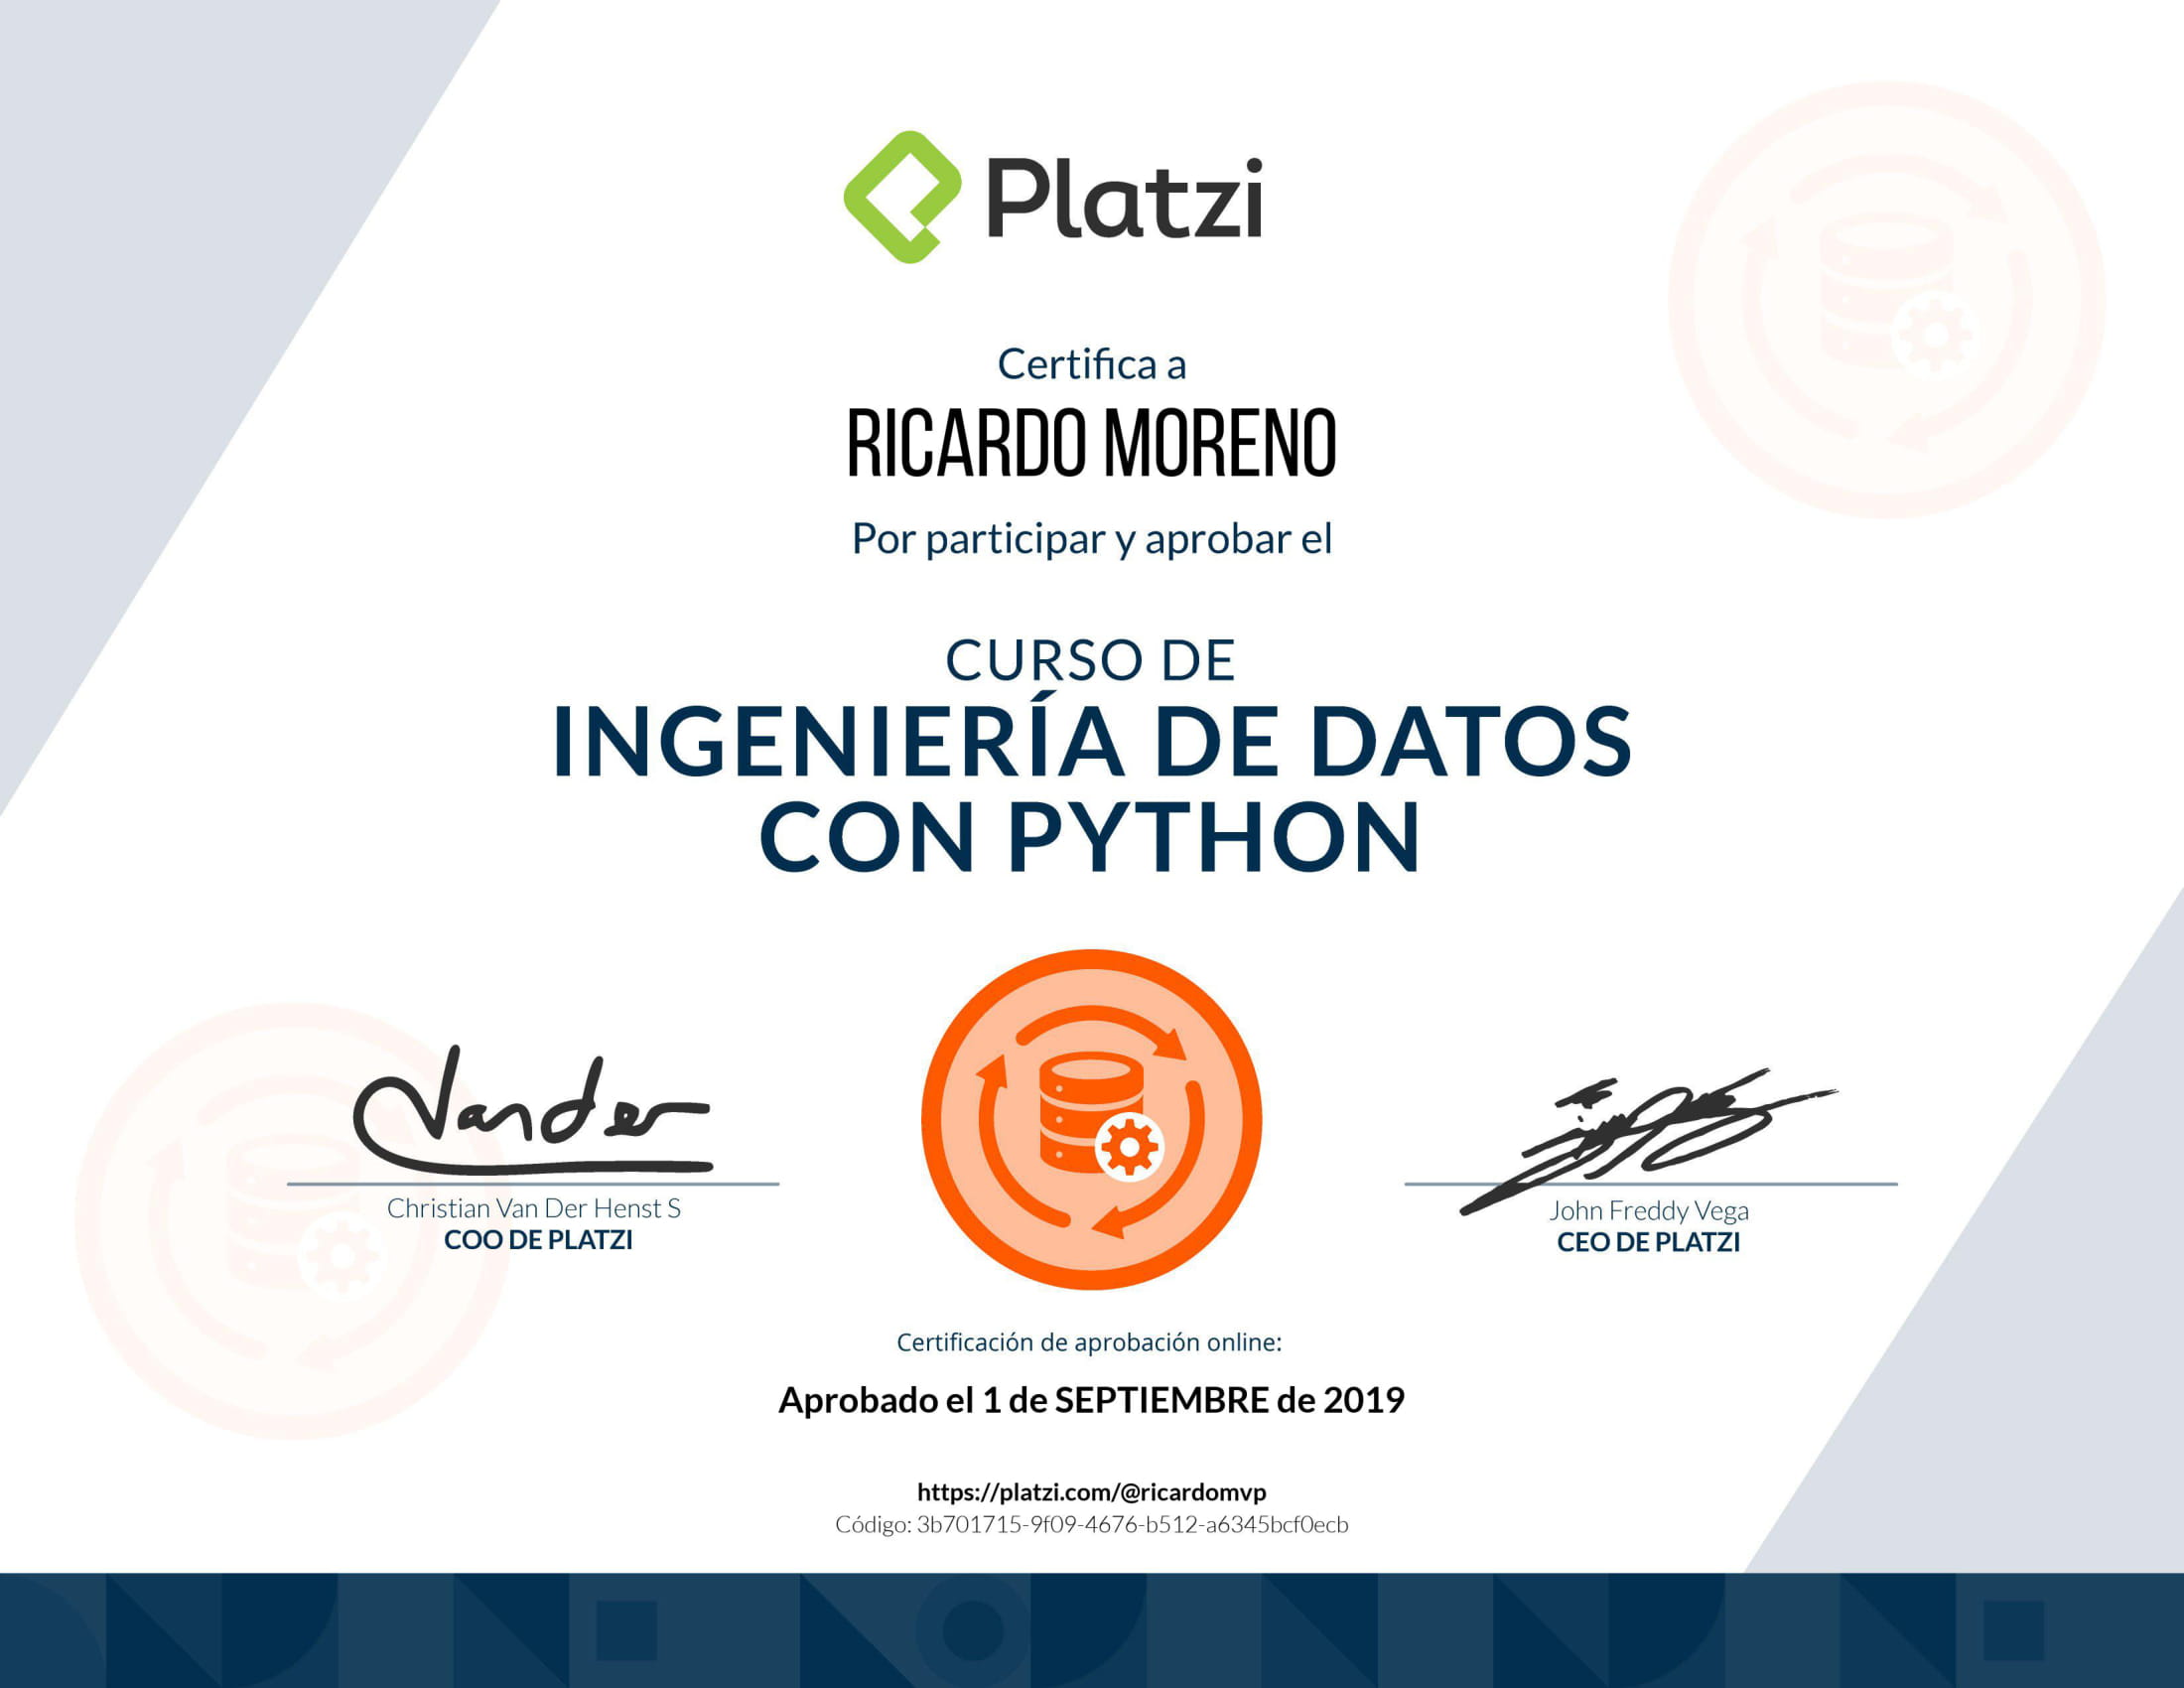 Platzi
Certifica a
RICARDO MORENO
Por participar y aprobar el
CURSO DE
INGENIERÍA DE DATOS
CON PYTHON
Vander
Christian Van Der Henst S
COO DE PLATZI
John Freddy Vega
CEO DE PLATZI
Certificación de aprobación online:
Aprobado el 1 de SEPTIEMBRE de 2019
https://platzi.com/@ricardomvp
Código: 3b701715-9f09-4676-b512-a6345bcf0ecb